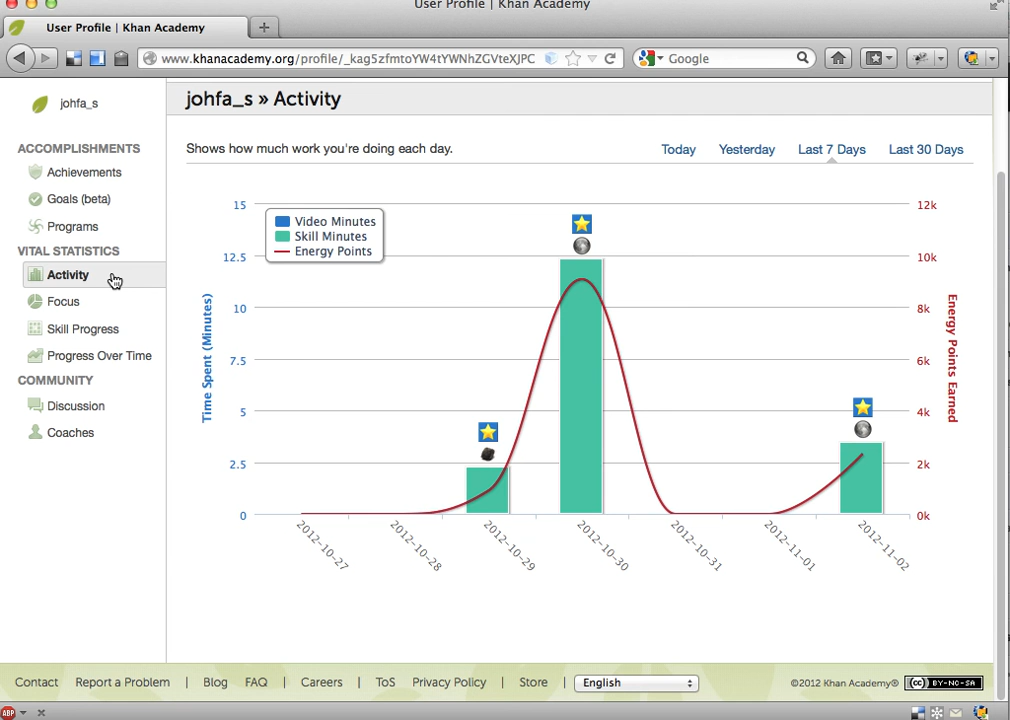 User Profile | Khan Academy
User Profile | Khan Academy
www.khanacademy.org/profile/_kag5zfmtoYW4tYWNhZGVteXJPC
Google
johfa_s
ACCOMPLISHMENTS
Achievements
Goals (beta)
Programs
VITAL STATISTICS
Activity
Focus
Skill Progress
Progress Over Time
COMMUNITY
Discussion
Coaches
johfa_s » Activity
Shows how much work you're doing each day.
Today Yesterday Last 7 Days Last 30 Days
Video Minutes
Skill Minutes
Energy Points
Time Spent (Minutes)
15
12.5
10
7.5
5
2.5
0
12k
10k
8k
6k
4k
2k
0k
Energy Points Earned
2012-10-27 2012-10-28 2012-10-29 2012-10-30 2012-10-31 2012-11-01 2012-11-02
Contact Report a Problem | Blog FAQ | Careers | ToS Privacy Policy | Store | English ©2012 Khan Academy® cc BY-NC-SA
ABP